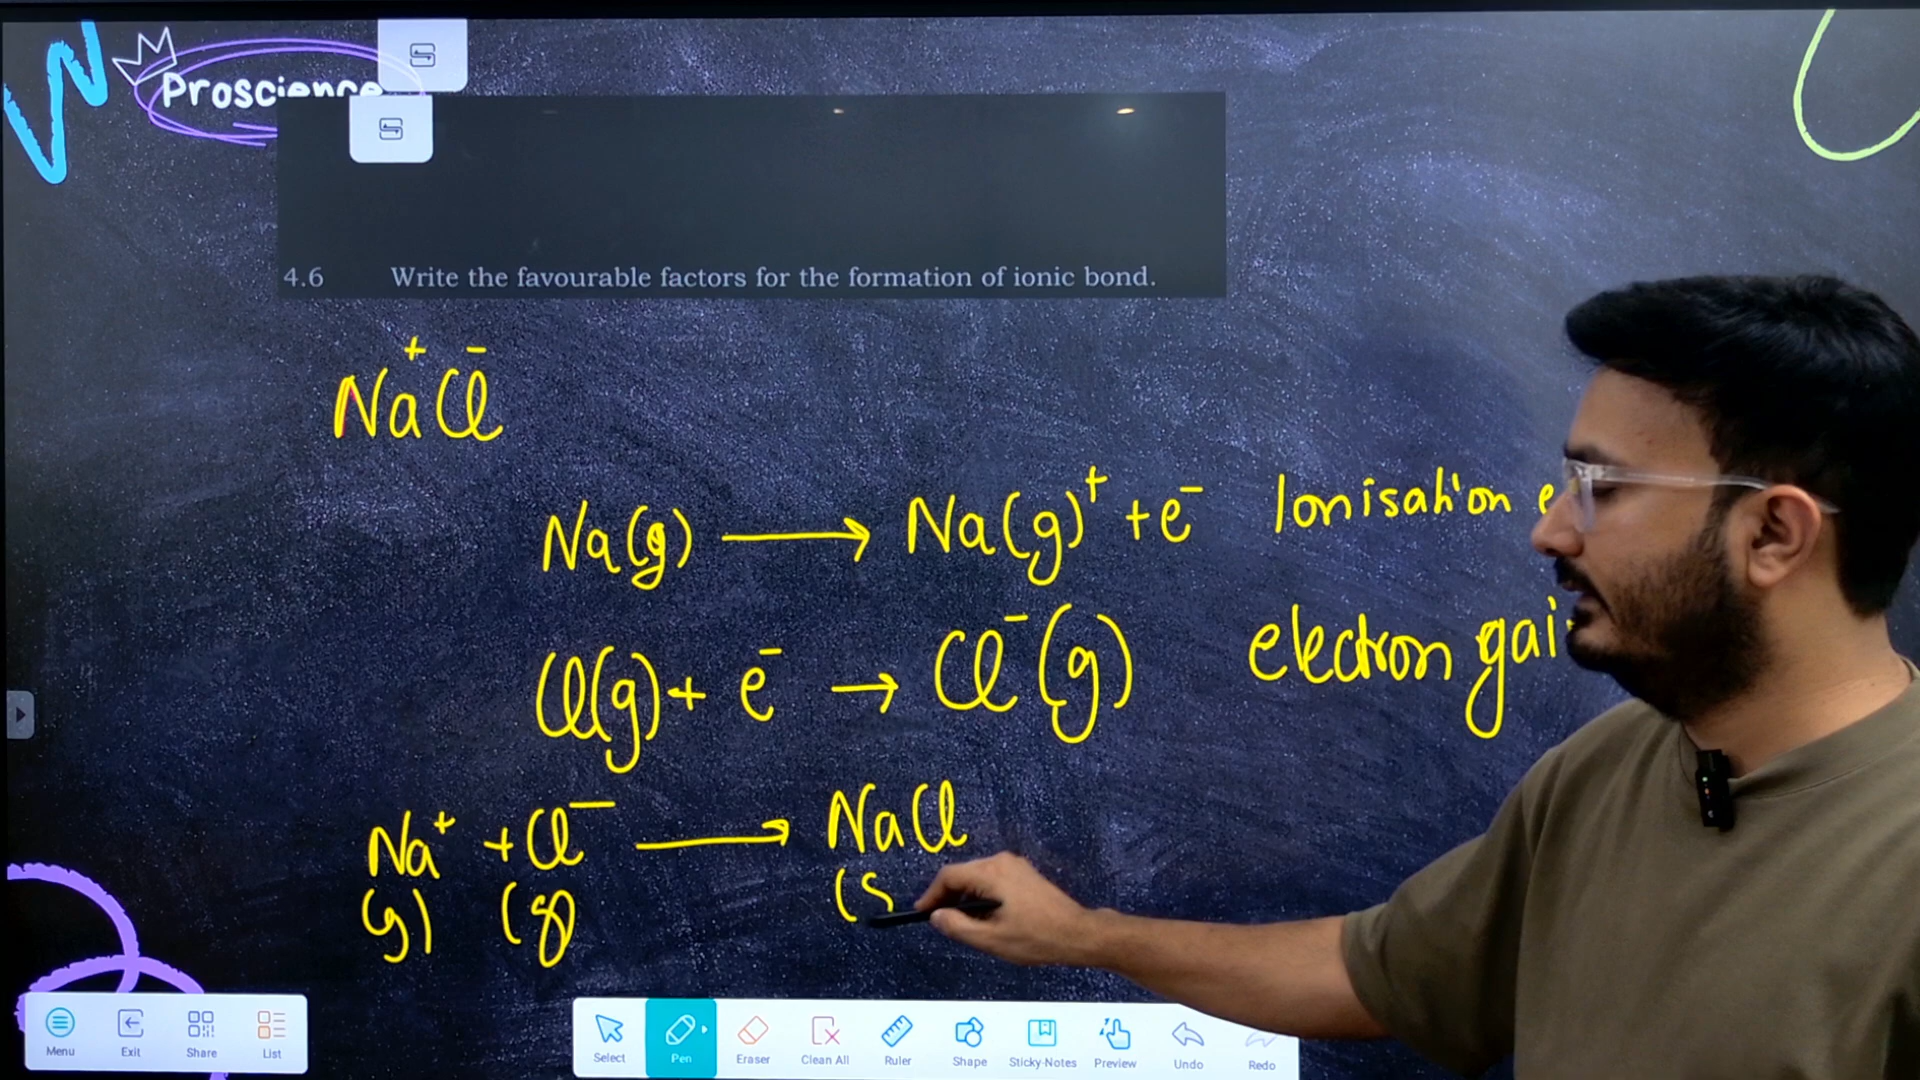 Proscience
4.6 Write the favourable factors for the formation of ionic bond.
Na⁺Cl⁻
Na(g) → Na(g)⁺ + e⁻ Ionisation e
Cl(g) + e⁻ → Cl⁻(g) electron gai
Na⁺ + Cl⁻ → NaCl
(g) (g) (s
Menu Exit Share List Select Pen Eraser Clean All Ruler Shape Sticky-Notes Preview Undo Redo